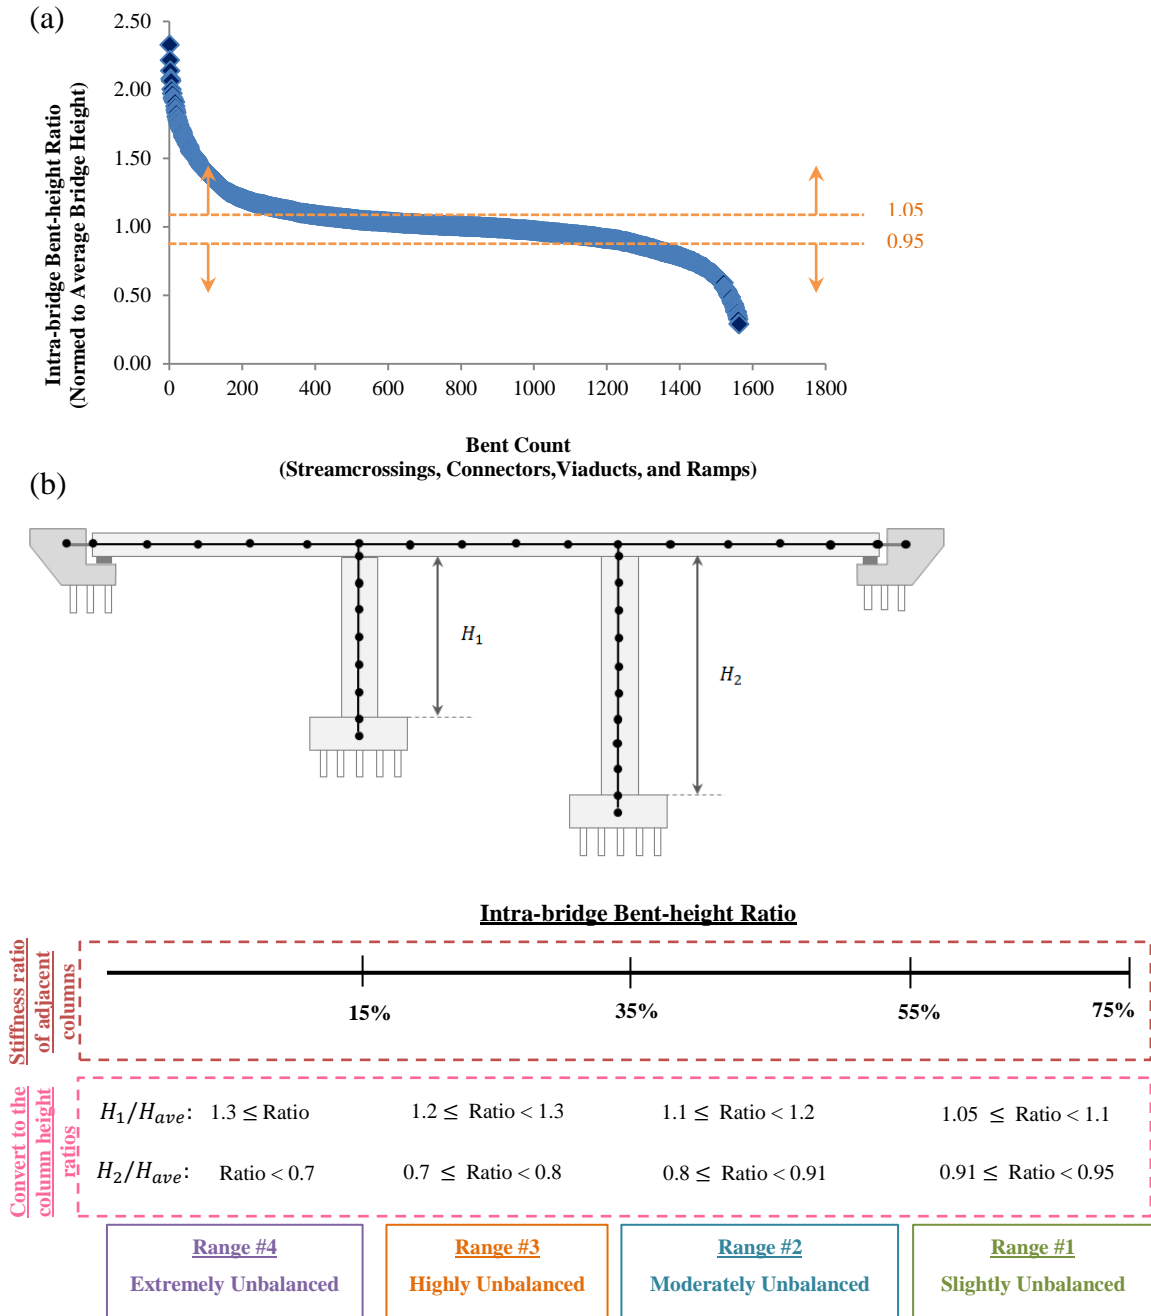 (a)
Intra-bridge Bent-height Ratio
(Normed to Average Bridge Height)
2.50
2.00
1.50
1.00
0.50
0.00
1.05
0.95
0 200 400 600 800 1000 1200 1400 1600 1800
Bent Count
(Streamcrossings, Connectors,Viaducts, and Ramps)
(b)
H₁
H₂
Intra-bridge Bent-height Ratio
Stiffness ratio
of adjacent
columns
15% 35% 55% 75%
Convert to the
column height
ratios
H₁/Hₐᵥₑ: 1.3 ≤ Ratio 1.2 ≤ Ratio < 1.3 1.1 ≤ Ratio < 1.2 1.05 ≤ Ratio < 1.1
H₂/Hₐᵥₑ: Ratio < 0.7 0.7 ≤ Ratio < 0.8 0.8 ≤ Ratio < 0.91 0.91 ≤ Ratio < 0.95
Range #4
Extremely Unbalanced
Range #3
Highly Unbalanced
Range #2
Moderately Unbalanced
Range #1
Slightly Unbalanced